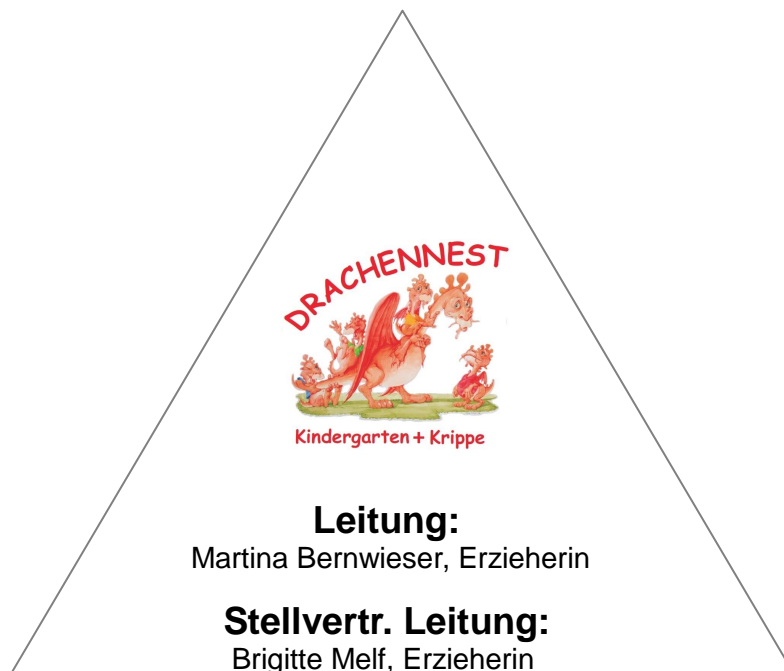 DRACHENNEST
Kindergarten + Krippe
Leitung:
Martina Bernwieser, Erzieherin
Stellvertr. Leitung:
Brigitte Melf, Erzieherin